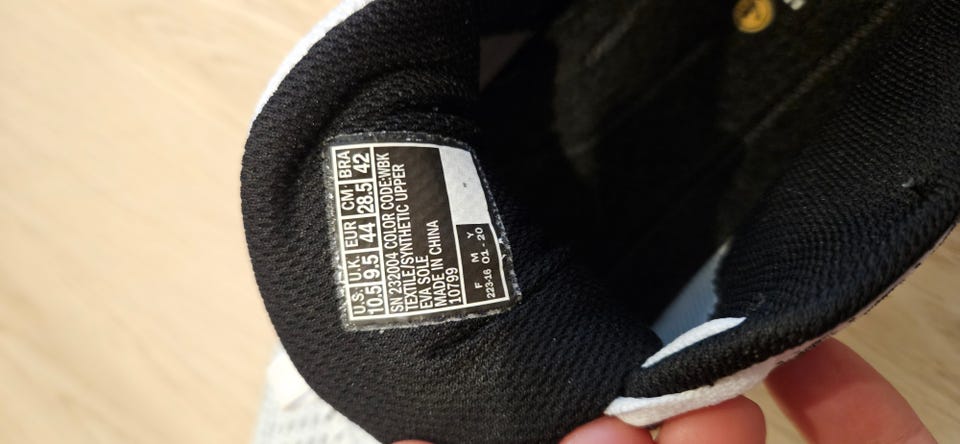 U.S. U.K. EUR CM BRA
10.5 9.5 44 28.5 42
SN 232004 COLOR CODE:WBK
TEXTILE/SYNTHETIC UPPER
EVA SOLE
MADE IN CHINA
10799
F M Y
223-16 01 - 20